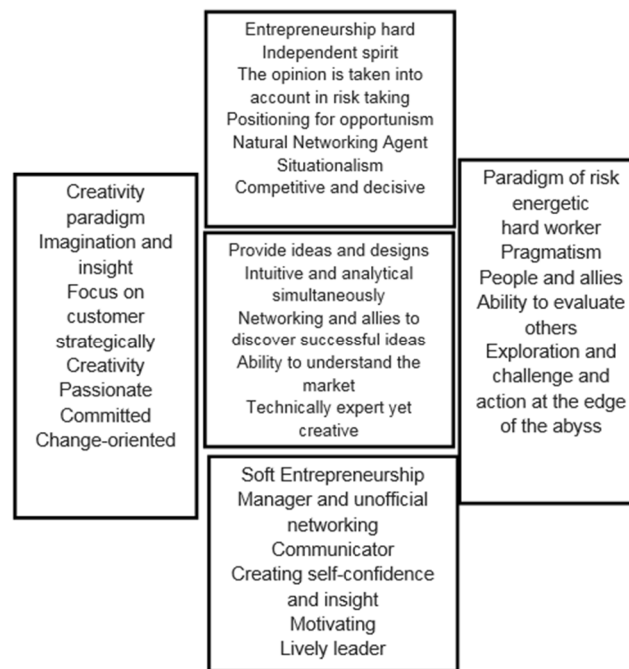 Entrepreneurship hard
Independent spirit
The opinion is taken into
account in risk taking
Positioning for opportunism
Natural Networking Agent
Situationalism
Competitive and decisive
Creativity
paradigm
Imagination and
insight
Focus on
customer
strategically
Creativity
Passionate
Committed
Change-oriented
Provide ideas and designs
Intuitive and analytical
simultaneously
Networking and allies to
discover successful ideas
Ability to understand the
market
Technically expert yet
creative
Paradigm of risk
energetic
hard worker
Pragmatism
People and allies
Ability to evaluate
others
Exploration and
challenge and
action at the edge
of the abyss
Soft Entrepreneurship
Manager and unofficial
networking
Communicator
Creating self-confidence
and insight
Motivating
Lively leader